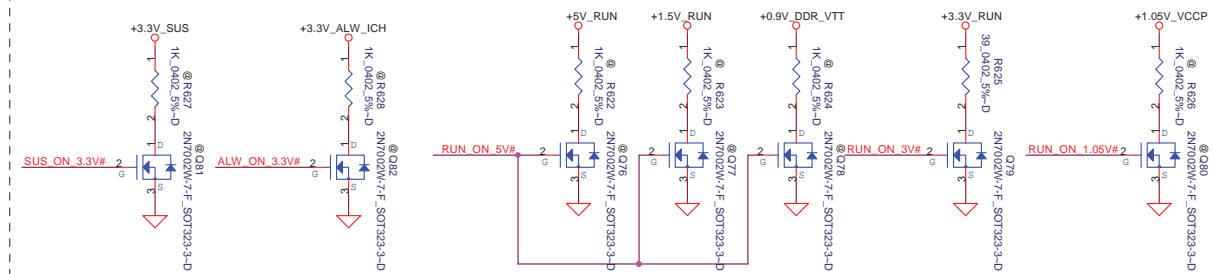 +3.3V_SUS
1
@ R627
1K_0402_5%~D
2
D
SUS_ON_3.3V#
2
G
S
3
@ Q81
2N7002W-7-F_SOT323-3~D
+3.3V_ALW_ICH
1
@ R628
1K_0402_5%~D
2
D
ALW_ON_3.3V#
2
G
S
3
@ Q82
2N7002W-7-F_SOT323-3~D
+5V_RUN
1
@ R622
1K_0402_5%~D
2
D
RUN_ON_5V#
2
G
S
3
@ Q76
2N7002W-7-F_SOT323-3~D
+1.5V_RUN
1
@ R623
1K_0402_5%~D
2
D
2
G
S
3
@ Q77
2N7002W-7-F_SOT323-3~D
+0.9V_DDR_VTT
1
@ R624
1K_0402_5%~D
2
D
2
G
S
3
@ Q78
2N7002W-7-F_SOT323-3~D
+3.3V_RUN
1
R625
39_0402_5%~D
2
D
RUN_ON_3V#
2
G
S
3
Q79
2N7002W-7-F_SOT323-3~D
+1.05V_VCCP
1
@ R626
1K_0402_5%~D
2
D
RUN_ON_1.05V#
2
G
S
3
@ Q80
2N7002W-7-F_SOT323-3~D